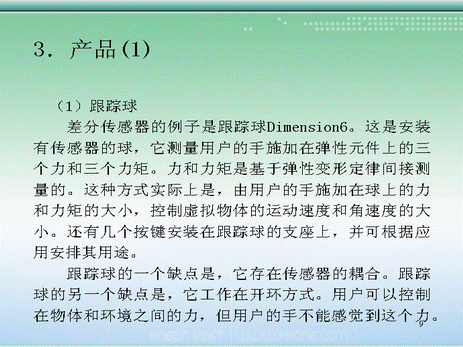 3. 产品(1)
（1）跟踪球
差分传感器的例子是跟踪球Dimension6。这是安装
有传感器的球，它测量用户的手施加在弹性元件上的三
个力和三个力矩。力和力矩是基于弹性变形定律间接测
量的。这种方式实际上是，由用户的手施加在球上的力
和力矩的大小，控制虚拟物体的运动速度和角速度的大
小。还有几个按键安装在跟踪球的支座上，并可根据应
用安排其用途。
跟踪球的一个缺点是，它存在传感器的耦合。跟踪
球的另一个缺点是，它工作在开环方式。用户可以控制
在物体和环境之间的力，但用户的手不能感觉到这个力。
9